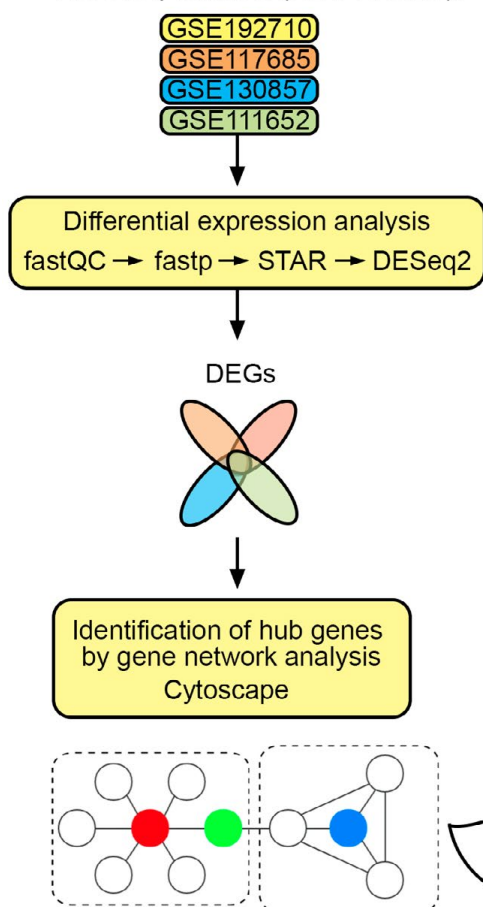 GSE192710
GSE117685
GSE130857
GSE111652
Differential expression analysis
fastQC → fastp → STAR → DESeq2
DEGs
Identification of hub genes
by gene network analysis
Cytoscape